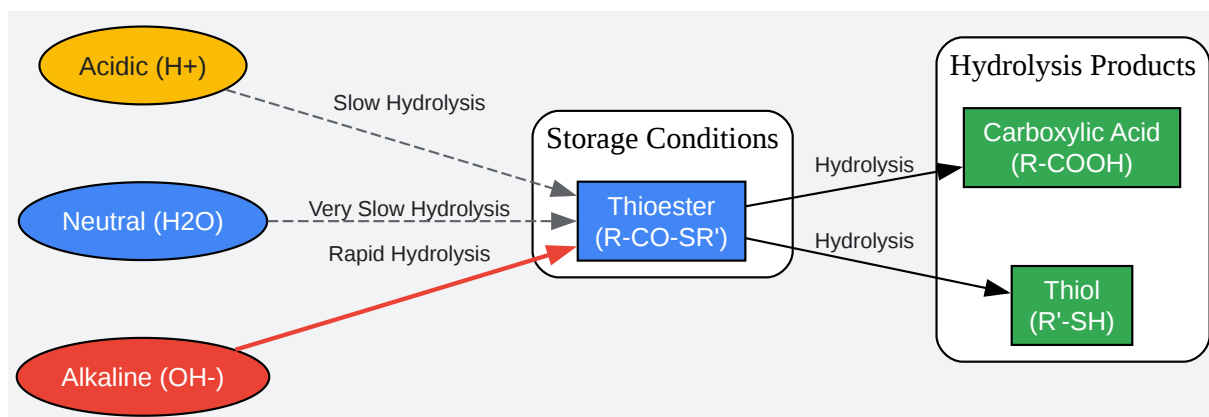 Acidic (H+)
Slow Hydrolysis
Neutral (H2O)
Very Slow Hydrolysis
Rapid Hydrolysis
Alkaline (OH-)
Storage Conditions
Thioester
(R-CO-SR')
Hydrolysis
Hydrolysis
Hydrolysis Products
Carboxylic Acid
(R-COOH)
Thiol
(R'-SH)